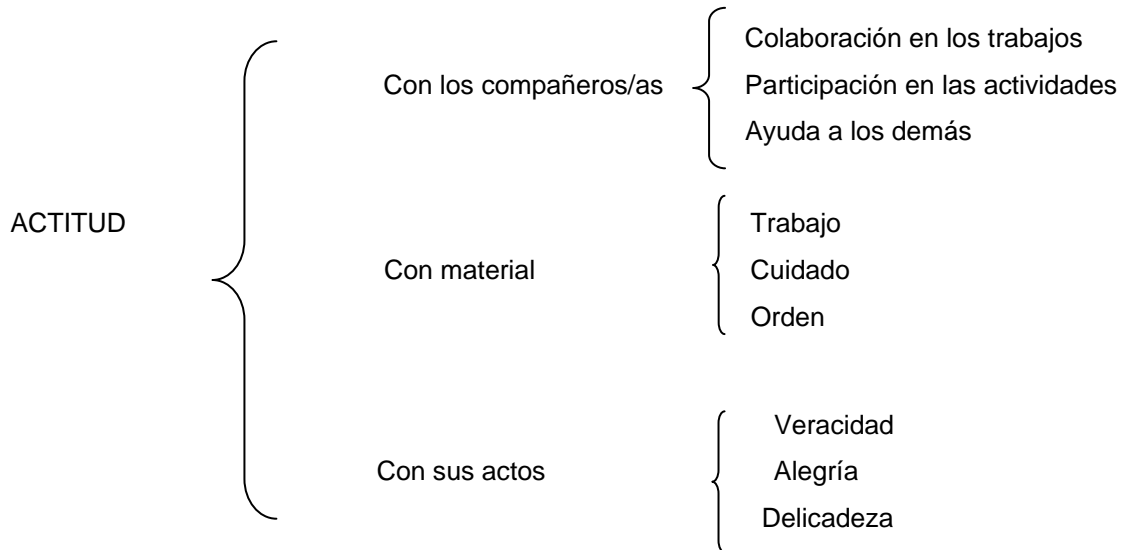 ACTITUD
Con los compañeros/as
Colaboración en los trabajos
Participación en las actividades
Ayuda a los demás
Con material
Trabajo
Cuidado
Orden
Con sus actos
Veracidad
Alegría
Delicadeza